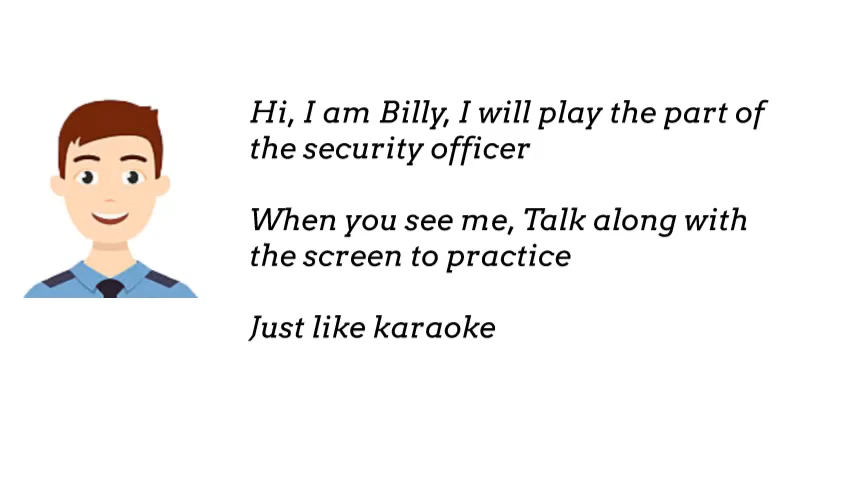 Hi, I am Billy, I will play the part of
the security officer
When you see me, Talk along with
the screen to practice
Just like karaoke